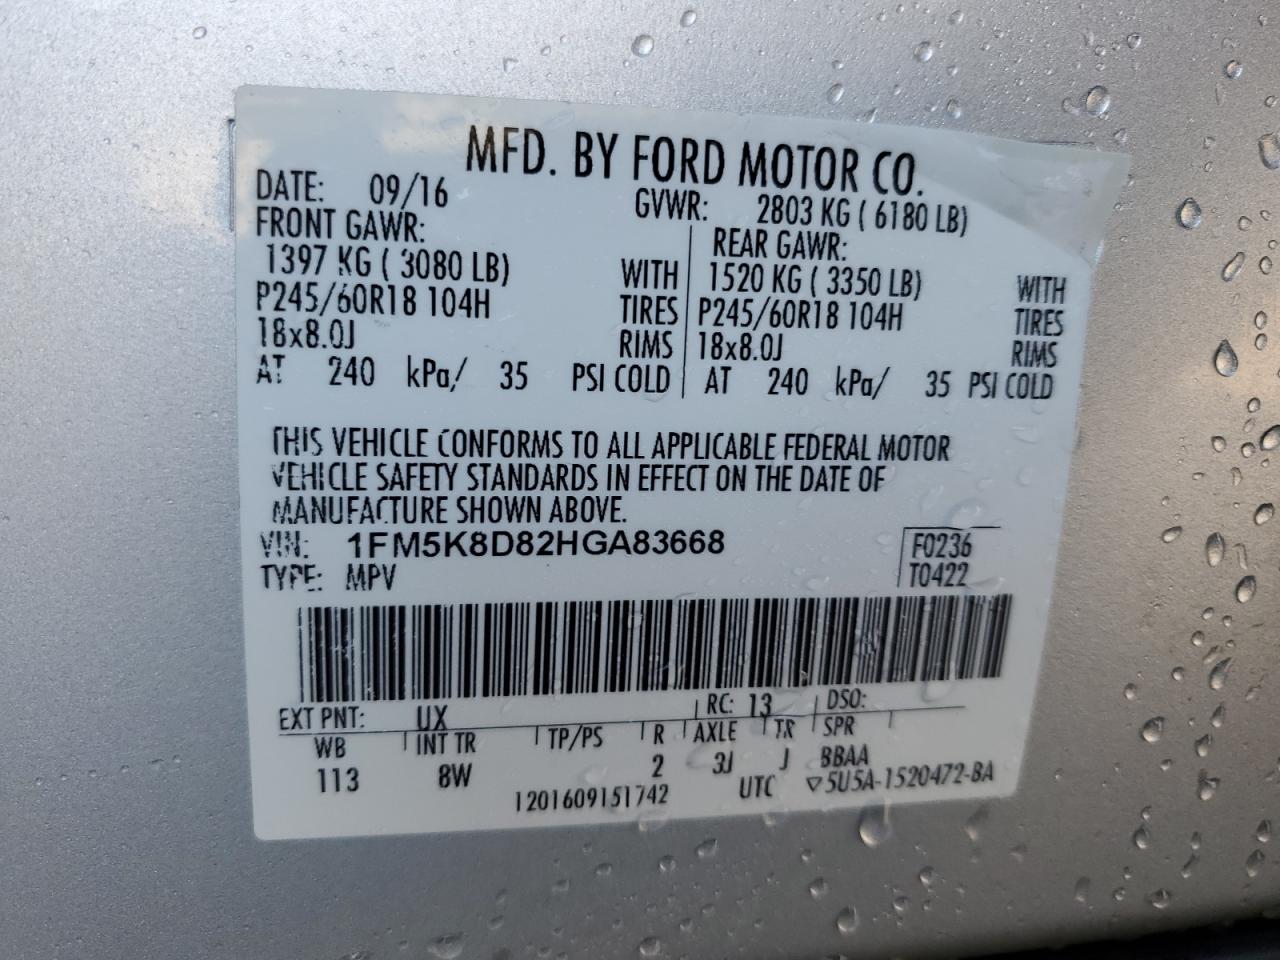 MFD. BY FORD MOTOR CO.
DATE: 09/16 GVWR: 2803 KG ( 6180 LB)
FRONT GAWR: REAR GAWR:
1397 KG ( 3080 LB) WITH 1520 KG ( 3350 LB) WITH
P245/60R18 104H TIRES P245/60R18 104H TIRES
18x8.0J RIMS 18x8.0J RIMS
AT 240 kPa/ 35 PSI COLD AT 240 kPa/ 35 PSI COLD
THIS VEHICLE CONFORMS TO ALL APPLICABLE FEDERAL MOTOR
VEHICLE SAFETY STANDARDS IN EFFECT ON THE DATE OF
MANUFACTURE SHOWN ABOVE.
VIN: 1FM5K8D82HGA83668 F0236
TYPE: MPV T0422
EXT PNT: UX RC: 13 DSO:
WB INT TR TP/PS R AXLE TR SPR
113 8W 2 3J J BBAA
1201609151742 UTC ▽5U5A-1520472-BA